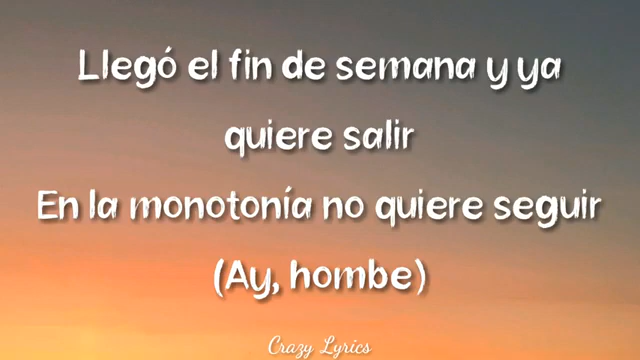 Llegó el fin de semana y ya
quiere salir
En la monotonía no quiere seguir
(Ay, hombe)
Crazy Lyrics